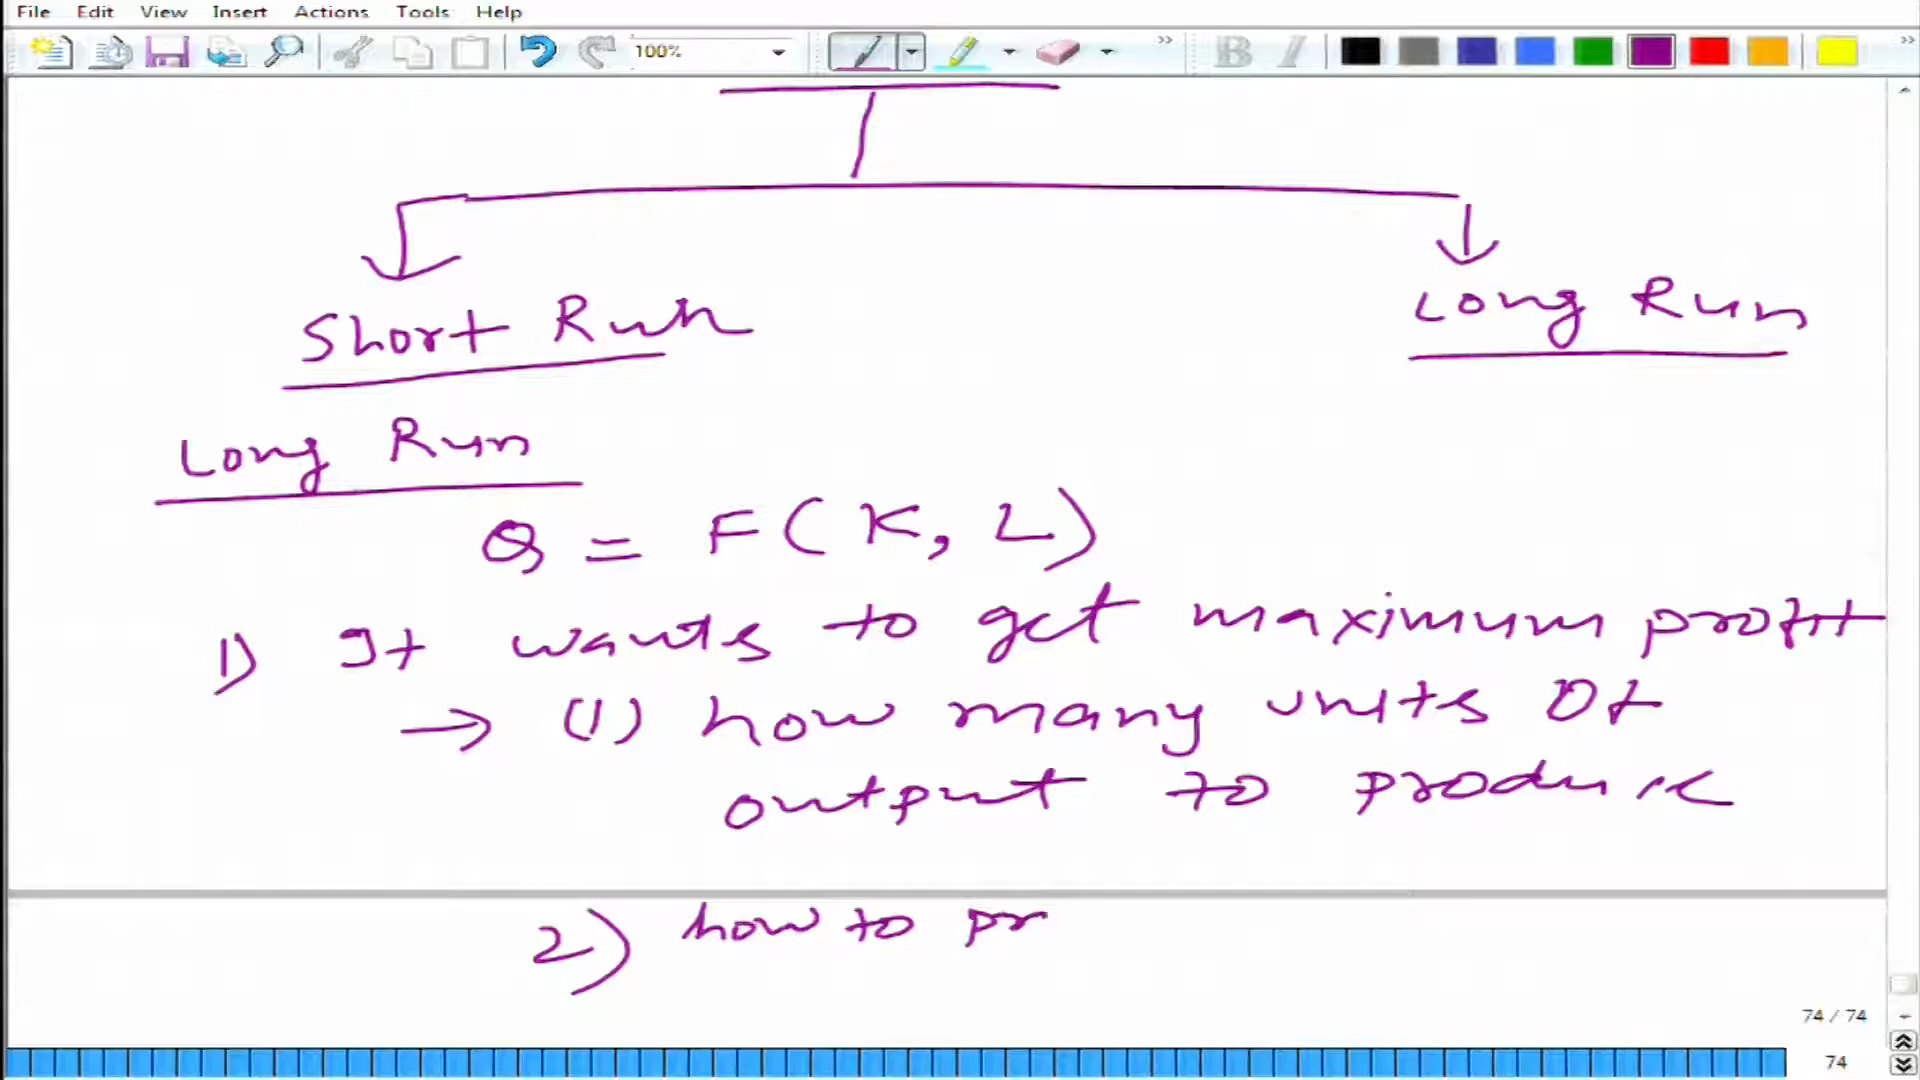 File Edit View Insert Actions Tools Help
100%
B I
Short Run
Long Run
Long Run
Q = F(K, L)
1) It wants to get maximum profit
→ (1) how many units of
output to produce
2) how to pr
74 / 74
74